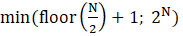 min(floor(N/2) + 1; 2^N)